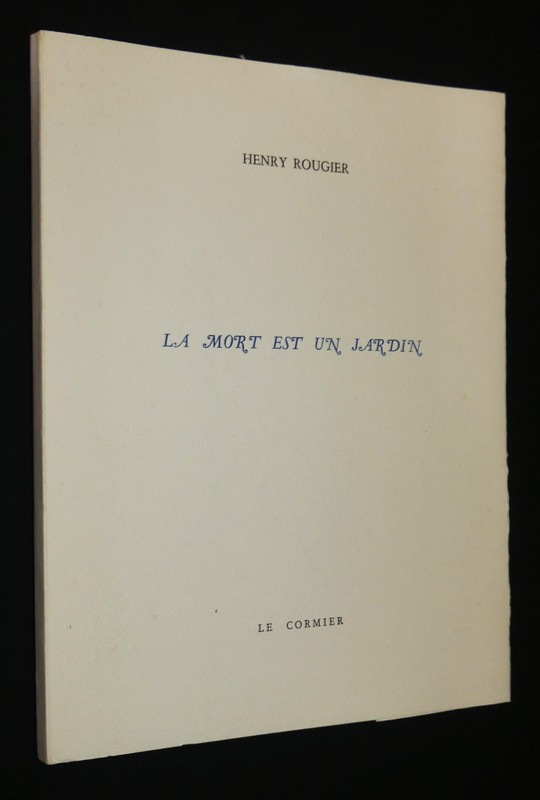 HENRY ROUGIER
LA MORT EST UN JARDIN
LE CORMIER